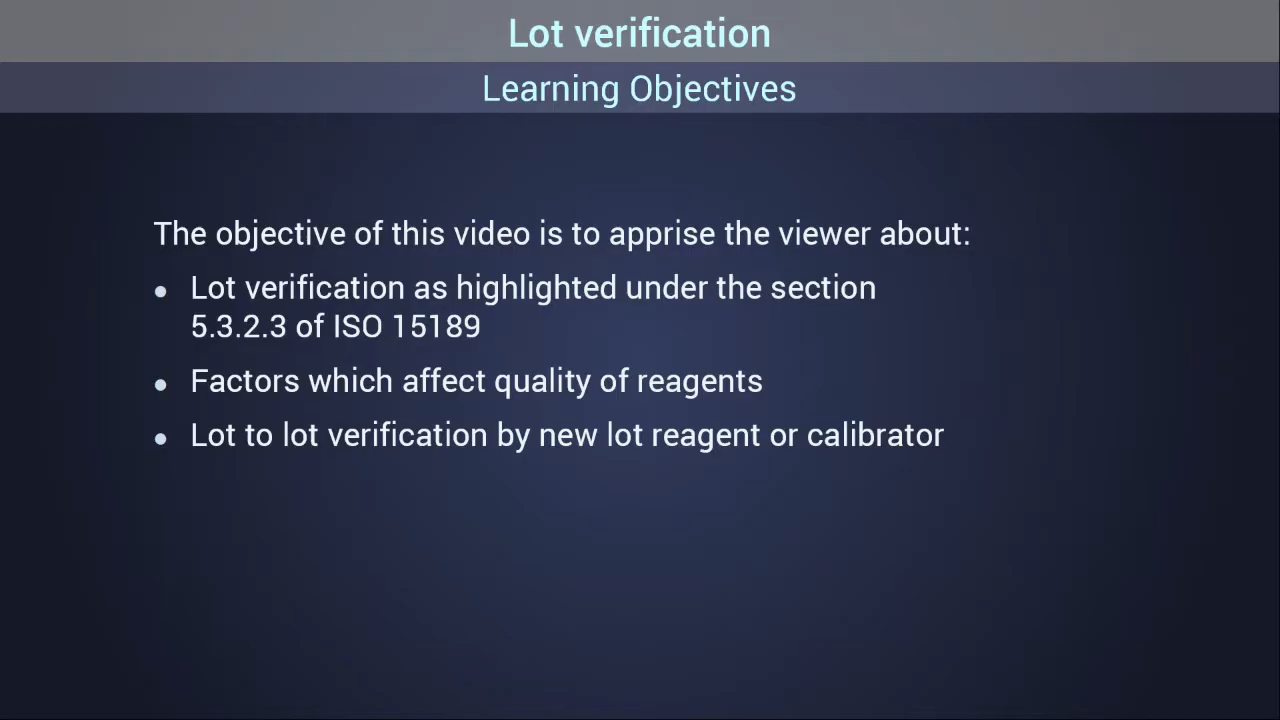 Lot verification
Learning Objectives
The objective of this video is to apprise the viewer about:
• Lot verification as highlighted under the section
5.3.2.3 of ISO 15189
• Factors which affect quality of reagents
• Lot to lot verification by new lot reagent or calibrator